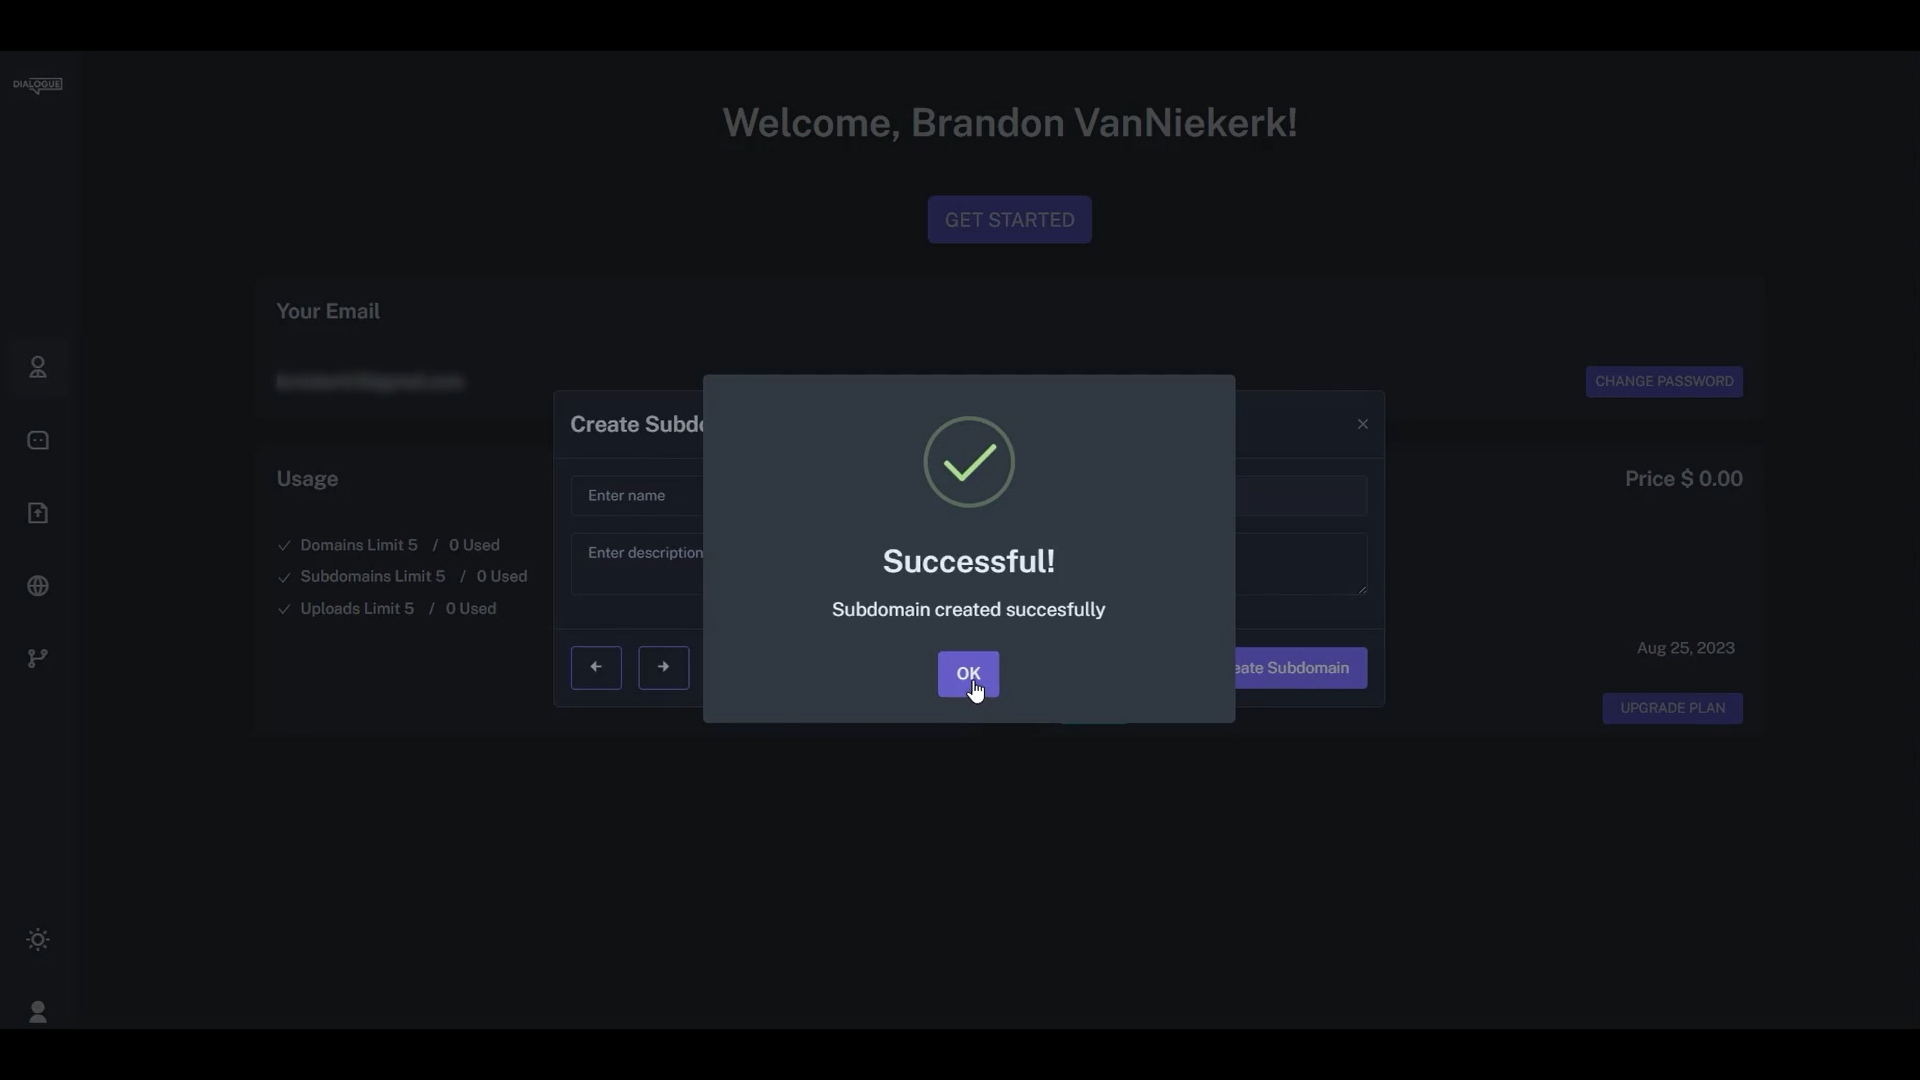 DIALOGUE
Welcome, Brandon VanNiekerk!
GET STARTED
Your Email
CHANGE PASSWORD
Create Subdo
Usage
Price $ 0.00
Enter name
Domains Limit 5 / 0 Used
Enter description
Subdomains Limit 5 / 0 Used
Uploads Limit 5 / 0 Used
Successful!
Subdomain created succesfully
OK
eate Subdomain
Aug 25, 2023
UPGRADE PLAN